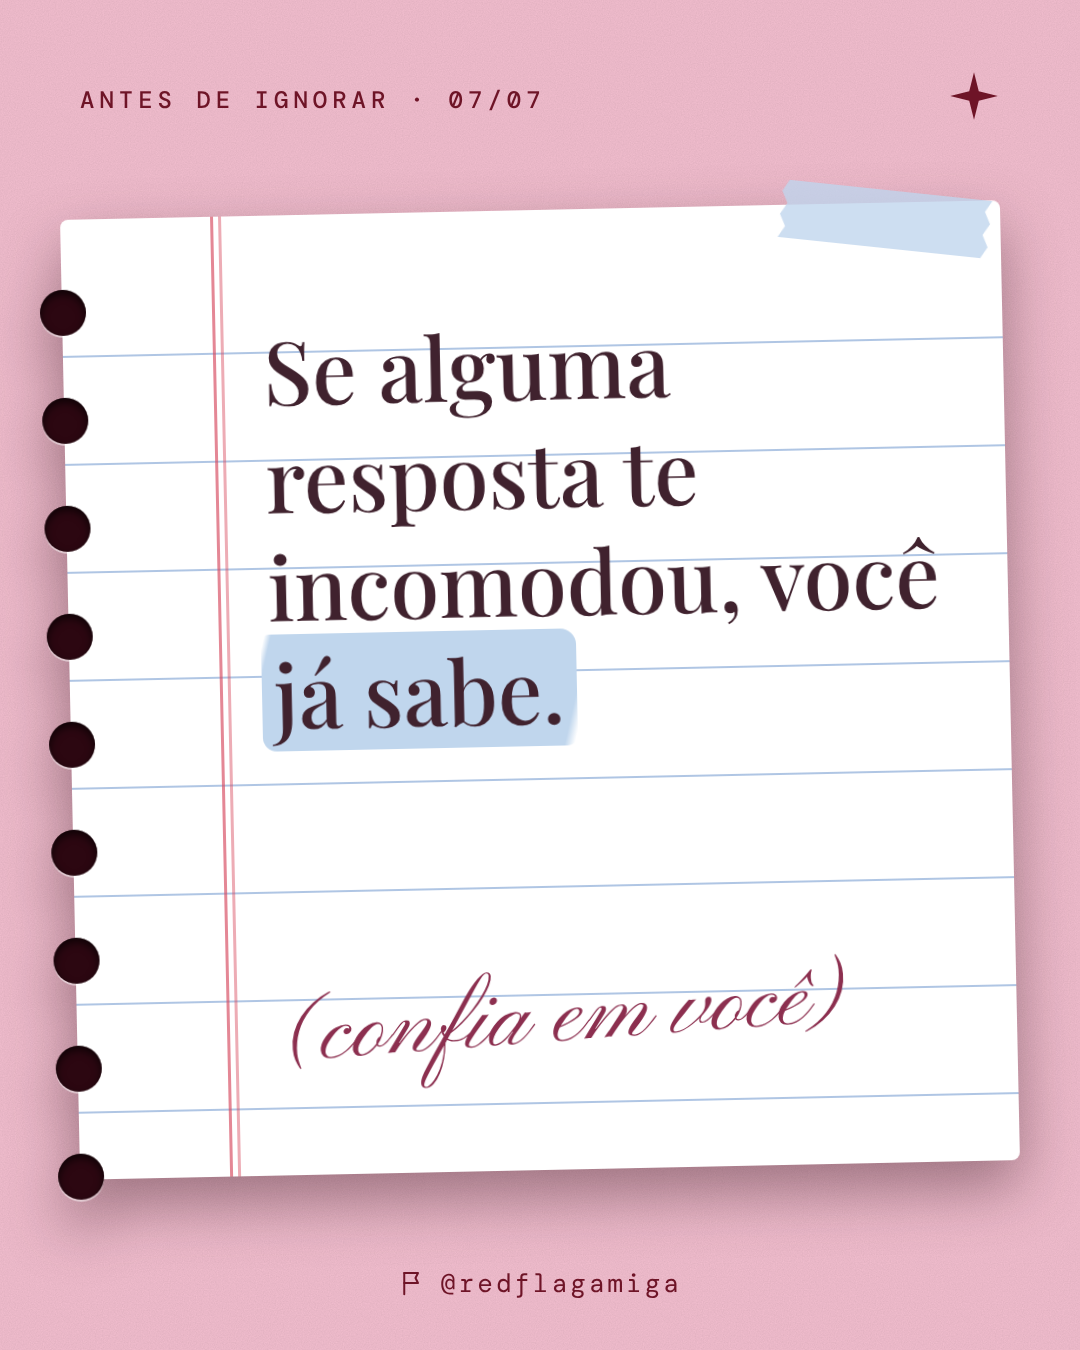 ANTES DE IGNORAR · 07/07
Se alguma
resposta te
incomodou, você
já sabe.
(confia em você)
@redflagamiga